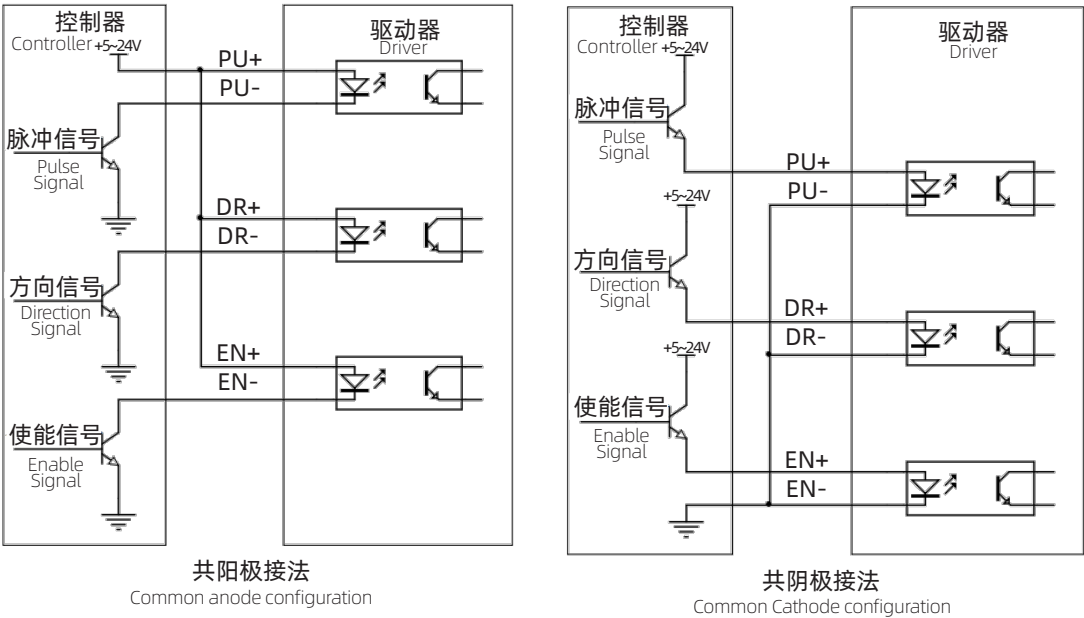 控制器
Controller +5~24V
驱动器
Driver
PU+
PU-
脉冲信号
Pulse
Signal
DR+
DR-
方向信号
Direction
Signal
EN+
EN-
使能信号
Enable
Signal
共阳极接法
Common anode configuration
控制器
Controller +5~24V
驱动器
Driver
脉冲信号
Pulse
Signal
PU+
PU-
+5~24V
方向信号
Direction
Signal
DR+
DR-
+5~24V
使能信号
Enable
Signal
EN+
EN-
共阴极接法
Common Cathode configuration